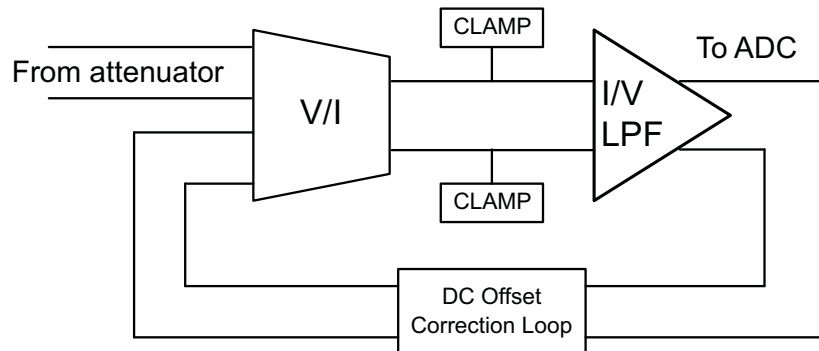 CLAMP
From attenuator
V/I
I/V
LPF
To ADC
CLAMP
DC Offset
Correction Loop